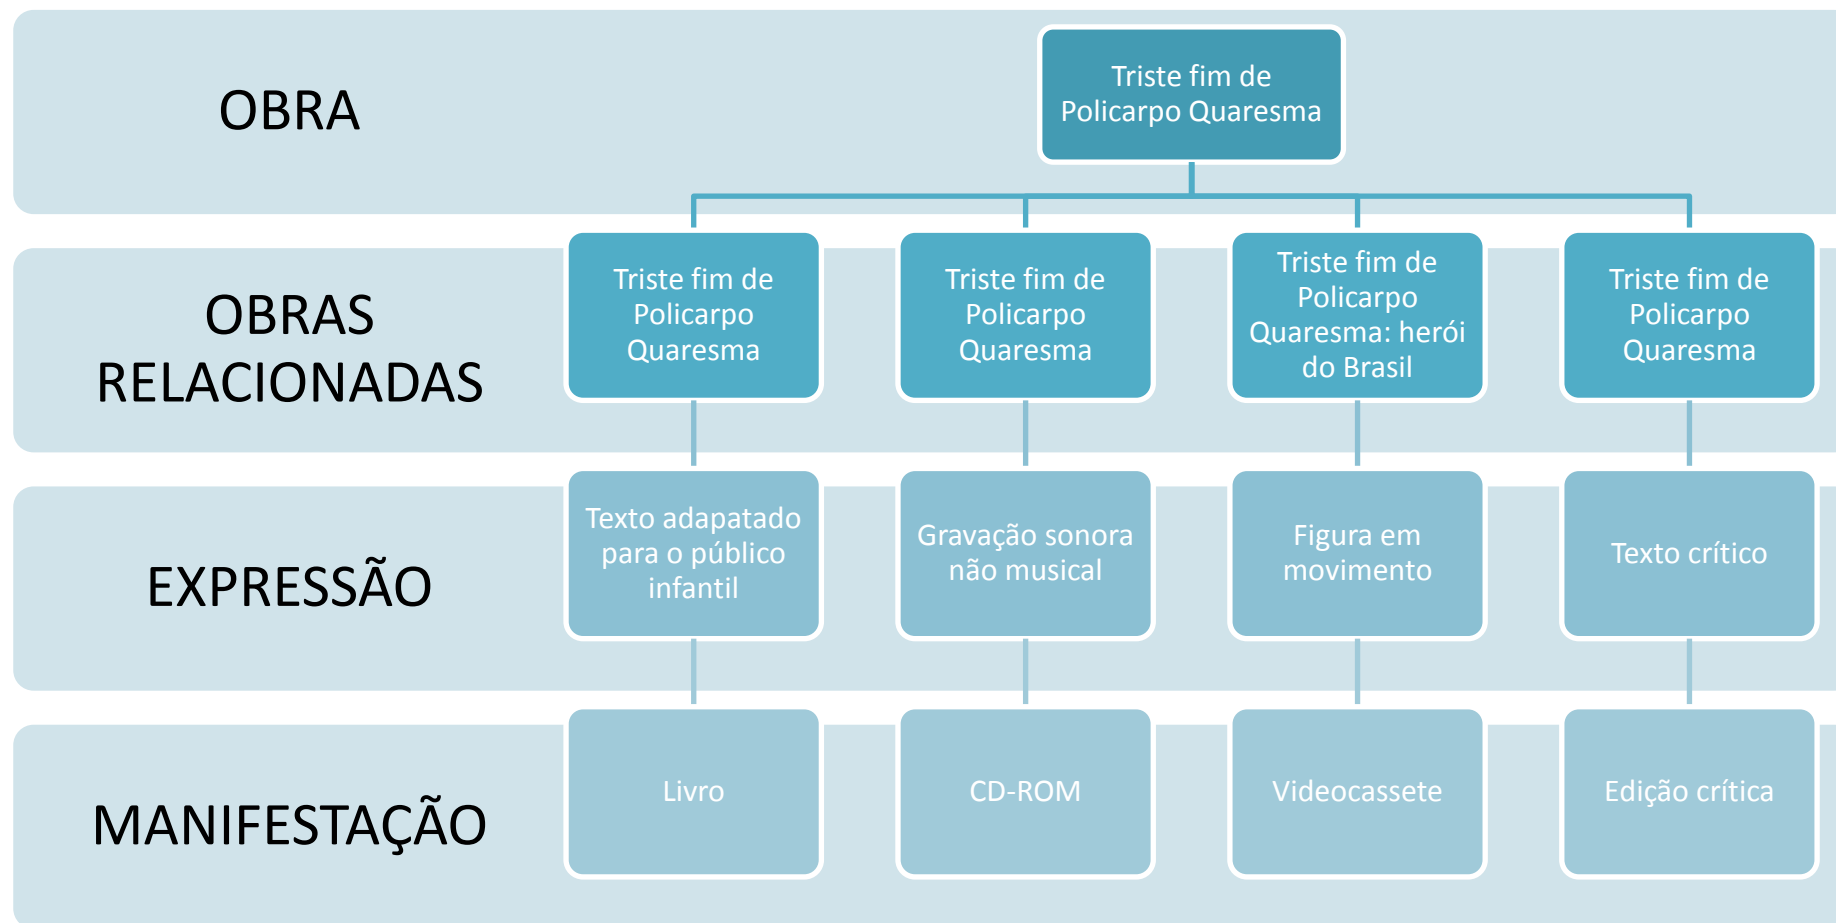 OBRA
Triste fim de
Policarpo Quaresma
OBRAS
RELACIONADAS
Triste fim de
Policarpo
Quaresma
Triste fim de
Policarpo
Quaresma
Triste fim de
Policarpo
Quaresma: herói
do Brasil
Triste fim de
Policarpo
Quaresma
EXPRESSÃO
Texto adapatado
para o público
infantil
Gravação sonora
não musical
Figura em
movimento
Texto crítico
MANIFESTAÇÃO
Livro
CD-ROM
Videocassete
Edição crítica